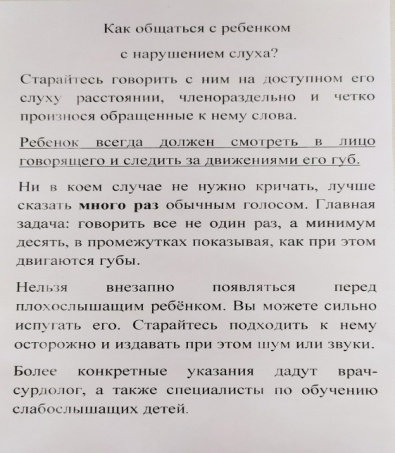 Как общаться с ребенком
с нарушением слуха?
Старайтесь говорить с ним на доступном его
слуху расстоянии, членораздельно и четко
произнося обращенные к нему слова.
Ребенок всегда должен смотреть в лицо
говорящего и следить за движениями его губ.
Ни в коем случае не нужно кричать, лучше
сказать много раз обычным голосом. Главная
задача: говорить все не один раз, а минимум
десять, в промежутках показывая, как при этом
двигаются губы.
Нельзя внезапно появляться перед
плохослышащим ребёнком. Вы можете сильно
испугать его. Старайтесь подходить к нему
осторожно и издавать при этом шум или звуки.
Более конкретные указания дадут врач-
сурдолог, а также специалисты по обучению
слабослышащих детей.